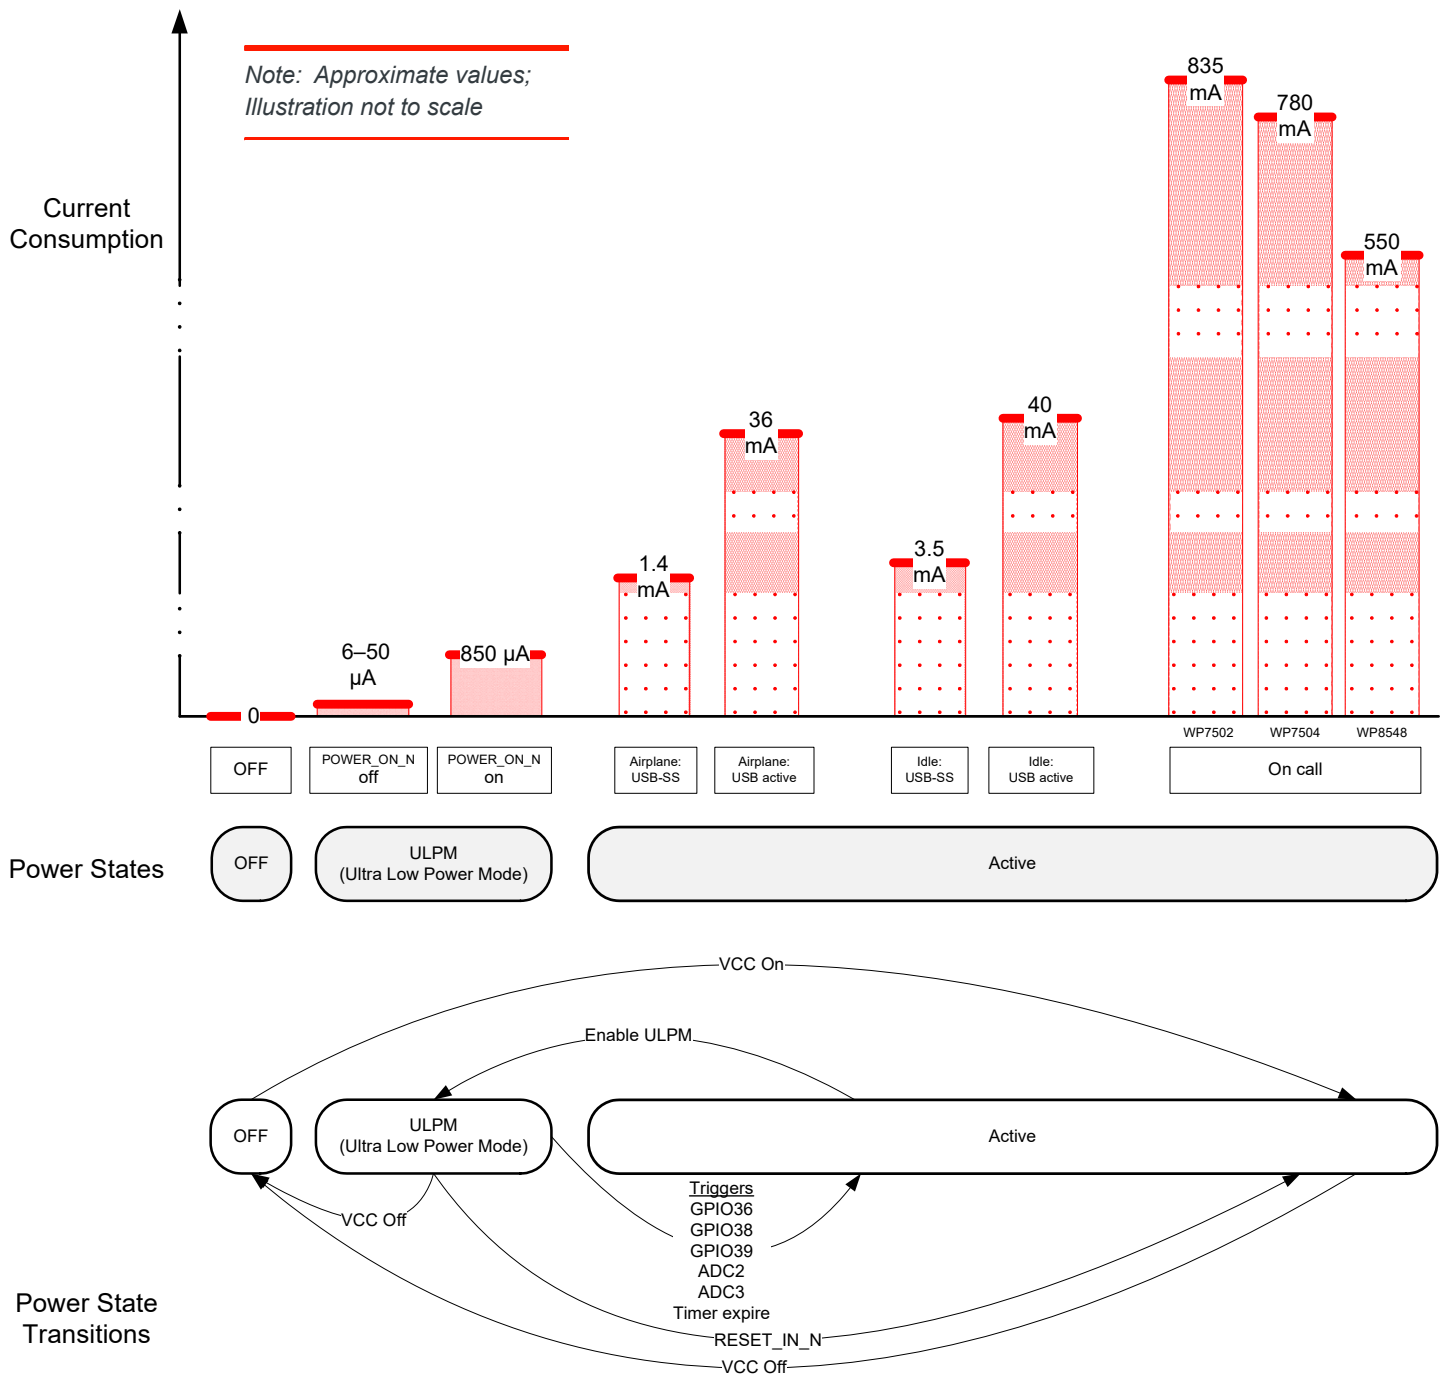 Note: Approximate values;
Illustration not to scale
Current
Consumption
835
mA
780
mA
550
mA
36
mA
40
mA
1.4
mA
3.5
mA
6–50
µA
850 µA
0
WP7502
WP7504
WP8548
OFF
POWER_ON_N
off
POWER_ON_N
on
Airplane:
USB-SS
Airplane:
USB active
Idle:
USB-SS
Idle:
USB active
On call
Power States
OFF
ULPM
(Ultra Low Power Mode)
Active
VCC On
Enable ULPM
OFF
ULPM
(Ultra Low Power Mode)
Active
VCC Off
Triggers
GPIO36
GPIO38
GPIO39
ADC2
ADC3
Timer expire
RESET_IN_N
VCC Off
Power State
Transitions